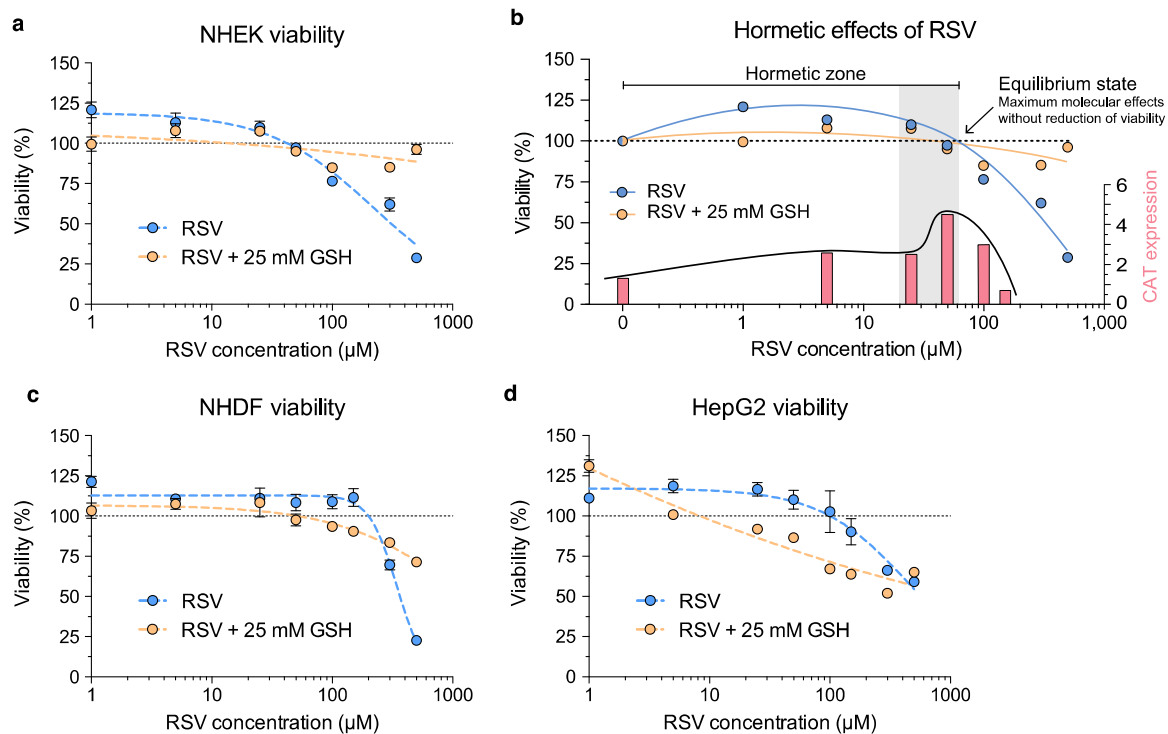 a
NHEK viability
150
125
100
75
50
25
0
Viability (%)
RSV
RSV + 25 mM GSH
1
10
100
1000
RSV concentration (µM)
b
Hormetic effects of RSV
150
125
100
75
50
25
0
Viability (%)
Hormetic zone
Equilibrium state
Maximum molecular effects
without reduction of viability
RSV
RSV + 25 mM GSH
6
4
2
0
CAT expression
0
1
10
100
1,000
RSV concentration (µM)
c
NHDF viability
150
125
100
75
50
25
0
Viability (%)
RSV
RSV + 25 mM GSH
1
10
100
1000
RSV concentration (µM)
d
HepG2 viability
150
125
100
75
50
25
0
Viability (%)
RSV
RSV + 25 mM GSH
1
10
100
1000
RSV concentration (µM)